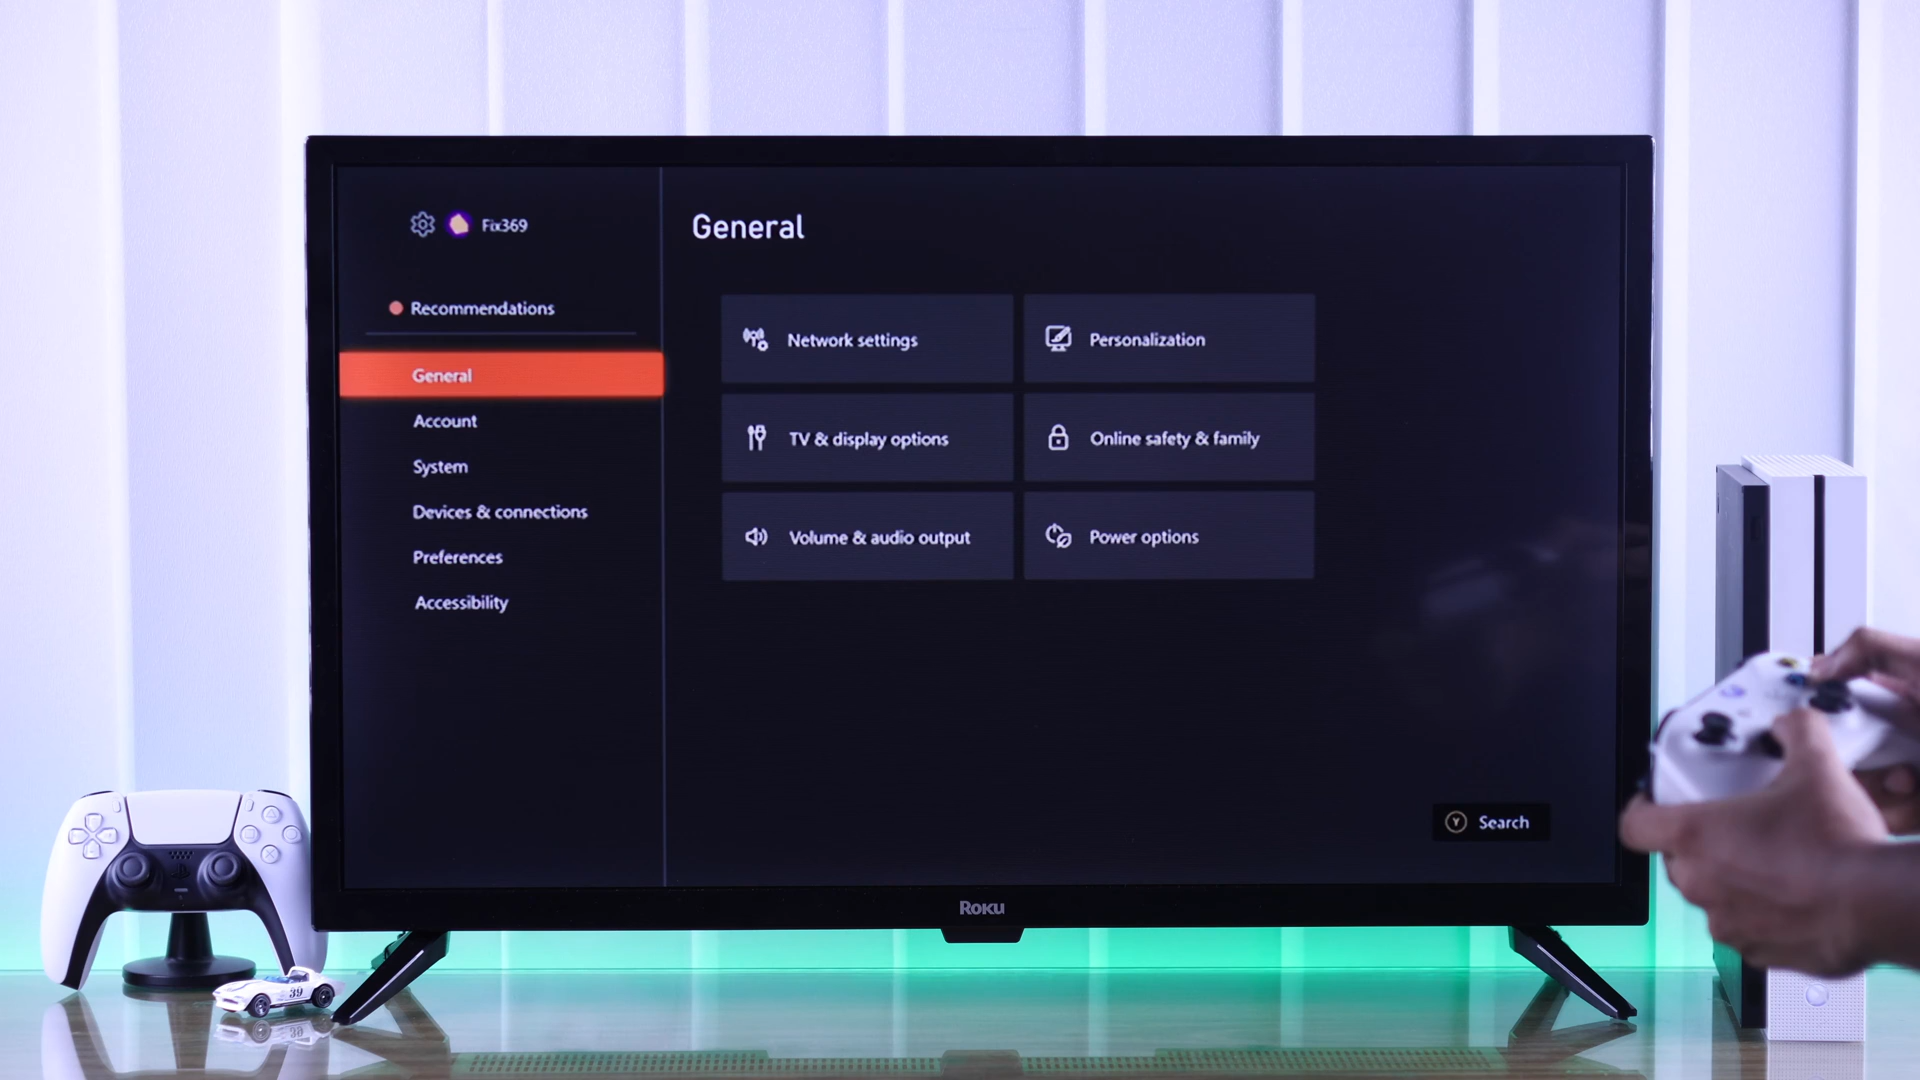 Fix369
Recommendations
General
Account
System
Devices & connections
Preferences
Accessibility
General
Network settings
Personalization
TV & display options
Online safety & family
Volume & audio output
Power options
Y Search
Roku
39